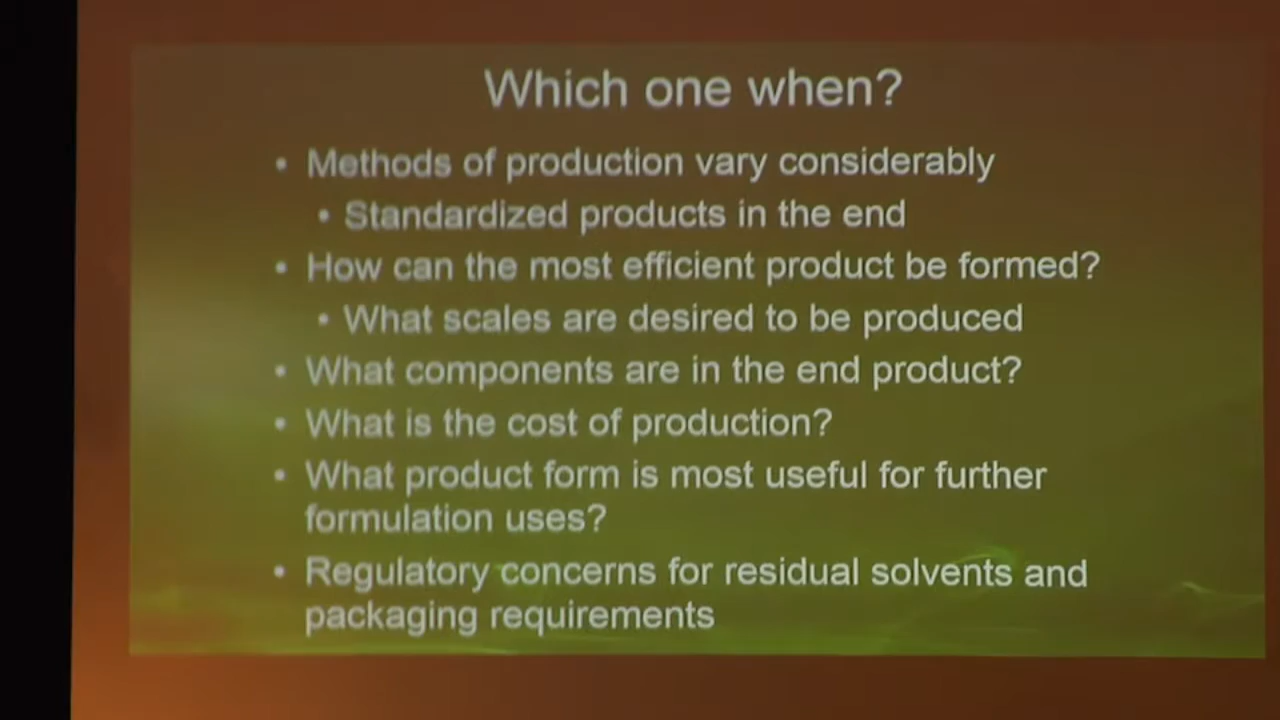 Which one when?
• Methods of production vary considerably
• Standardized products in the end
• How can the most efficient product be formed?
• What scales are desired to be produced
• What components are in the end product?
• What is the cost of production?
• What product form is most useful for further
formulation uses?
• Regulatory concerns for residual solvents and
packaging requirements